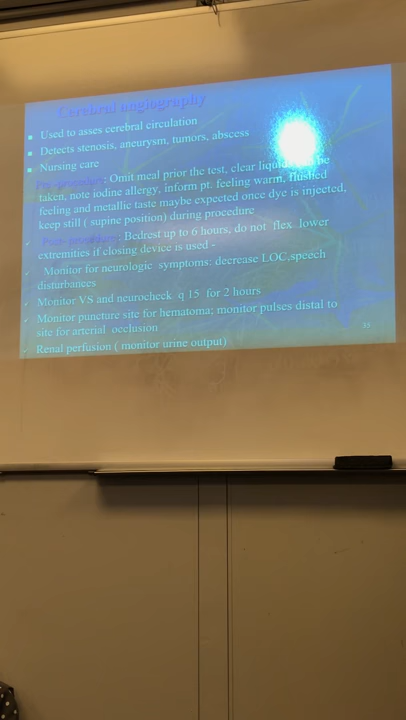 Cerebral angiography
Used to asses cerebral circulation
Detects stenosis, aneurysm, tumors, abscess
Nursing care
Pre-procedure: Omit meal prior the test, clear liquid be
taken, note iodine allergy, inform pt. feeling warm, flushed
feeling and metallic taste maybe expected once dye is injected,
keep still ( supine position) during procedure
Post-procedure: Bedrest up to 6 hours, do not flex lower
extremities if closing device is used -
Monitor for neurologic symptoms: decrease LOC,speech
disturbances
Monitor VS and neurocheck q 15 for 2 hours
Monitor puncture site for hematoma; monitor pulses distal to
site for arterial occlusion
Renal perfusion ( monitor urine output)